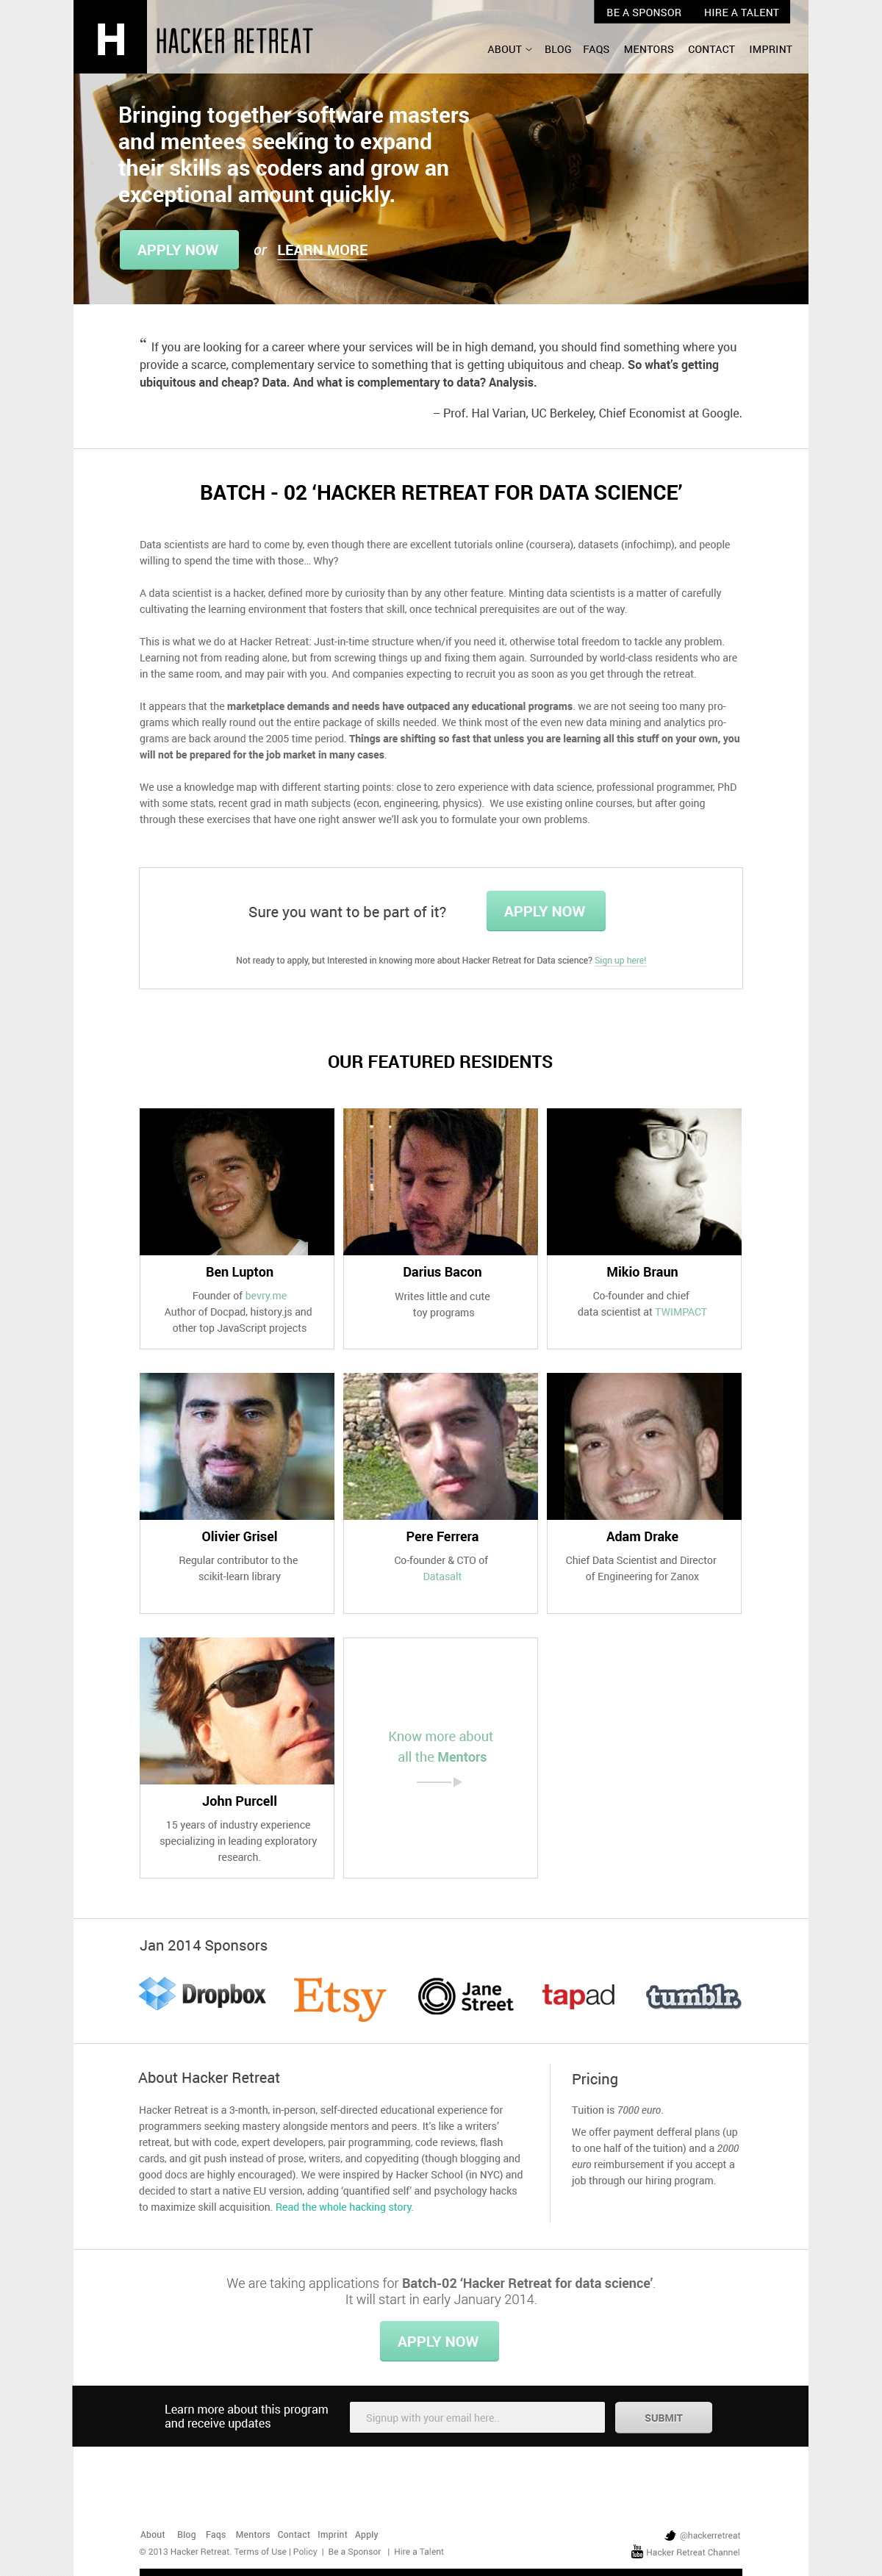 BE A SPONSOR HIRE A TALENT
H HACKER RETREAT
ABOUT BLOG FAQS MENTORS CONTACT IMPRINT
Bringing together software masters
and mentees seeking to expand
their skills as coders and grow an
exceptional amount quickly.
APPLY NOW or LEARN MORE
“ If you are looking for a career where your services will be in high demand, you should find something where you
provide a scarce, complementary service to something that is getting ubiquitous and cheap. So what’s getting
ubiquitous and cheap? Data. And what is complementary to data? Analysis.
– Prof. Hal Varian, UC Berkeley, Chief Economist at Google.
BATCH - 02 ‘HACKER RETREAT FOR DATA SCIENCE’
Data scientists are hard to come by, even though there are excellent tutorials online (coursera), datasets (infochimp), and people
willing to spend the time with those... Why?
A data scientist is a hacker, defined more by curiosity than by any other feature. Minting data scientists is a matter of carefully
cultivating the learning environment that fosters that skill, once technical prerequisites are out of the way.
This is what we do at Hacker Retreat: Just-in-time structure when/if you need it, otherwise total freedom to tackle any problem.
Learning not from reading alone, but from screwing things up and fixing them again. Surrounded by world-class residents who are
in the same room, and may pair with you. And companies expecting to recruit you as soon as you get through the retreat.
It appears that the marketplace demands and needs have outpaced any educational programs. we are not seeing too many pro-
grams which really round out the entire package of skills needed. We think most of the even new data mining and analytics pro-
grams are back around the 2005 time period. Things are shifting so fast that unless you are learning all this stuff on your own, you
will not be prepared for the job market in many cases.
We use a knowledge map with different starting points: close to zero experience with data science, professional programmer, PhD
with some stats, recent grad in math subjects (econ, engineering, physics). We use existing online courses, but after going
through these exercises that have one right answer we’ll ask you to formulate your own problems.
Sure you want to be part of it? APPLY NOW
Not ready to apply, but Interested in knowing more about Hacker Retreat for Data science? Sign up here!
OUR FEATURED RESIDENTS
Ben Lupton
Founder of bevry.me
Author of Docpad, history.js and
other top JavaScript projects
Darius Bacon
Writes little and cute
toy programs
Mikio Braun
Co-founder and chief
data scientist at TWIMPACT
Olivier Grisel
Regular contributor to the
scikit-learn library
Pere Ferrera
Co-founder & CTO of
Datasalt
Adam Drake
Chief Data Scientist and Director
of Engineering for Zanox
John Purcell
15 years of industry experience
specializing in leading exploratory
research.
Know more about
all the Mentors
Jan 2014 Sponsors
Dropbox
Etsy
Jane
Street
tapad
tumblr.
About Hacker Retreat
Hacker Retreat is a 3-month, in-person, self-directed educational experience for
programmers seeking mastery alongside mentors and peers. It’s like a writers’
retreat, but with code, expert developers, pair programming, code reviews, flash
cards, and git push instead of prose, writers, and copyediting (though blogging and
good docs are highly encouraged). We were inspired by Hacker School (in NYC) and
decided to start a native EU version, adding ‘quantified self’ and psychology hacks
to maximize skill acquisition. Read the whole hacking story.
Pricing
Tuition is 7000 euro.
We offer payment defferal plans (up
to one half of the tuition) and a 2000
euro reimbursement if you accept a
job through our hiring program.
We are taking applications for Batch-02 ‘Hacker Retreat for data science’.
It will start in early January 2014.
APPLY NOW
Learn more about this program
and receive updates
Signup with your email here..
SUBMIT
About Blog Faqs Mentors Contact Imprint Apply
© 2013 Hacker Retreat. Terms of Use | Policy | Be a Sponsor | Hire a Talent
@hackerretreat
You Tube Hacker Retreat Channel